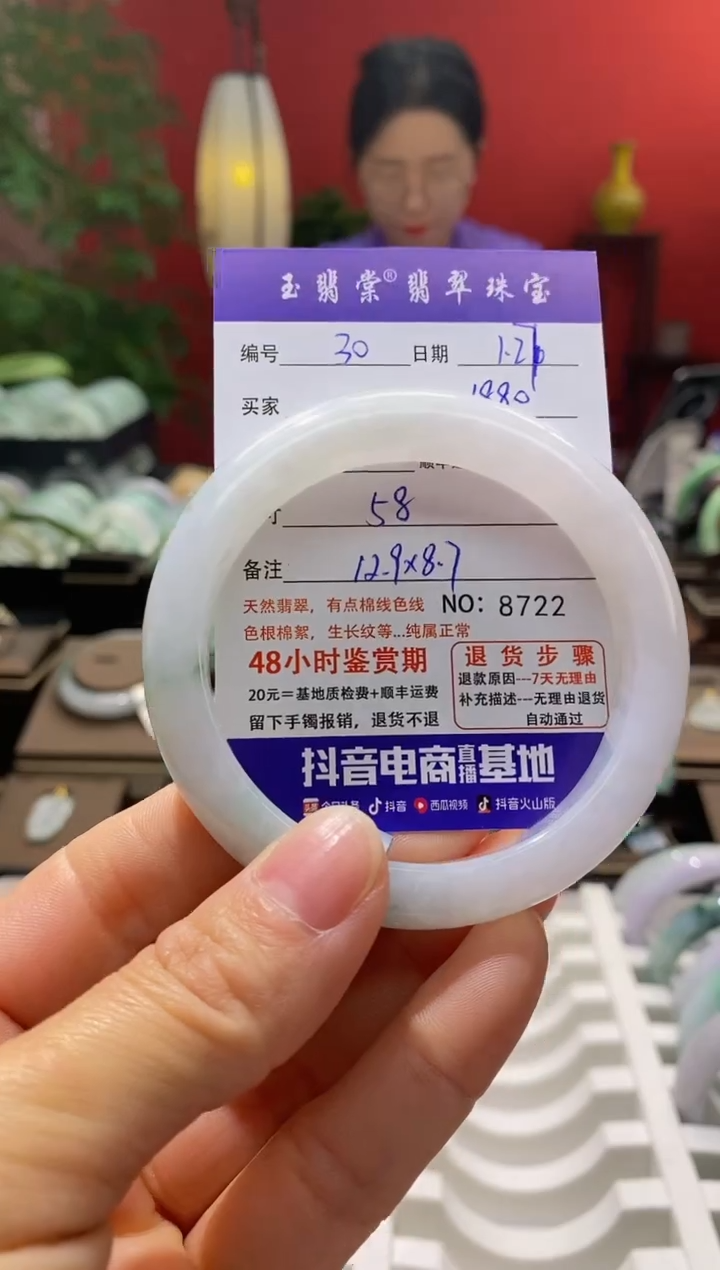 玉翡棠®翡翠珠宝
编号 30 日期 1.2
买家 1980
58
备注 12.9×8.7
天然翡翠，有点棉线色线 NO：8722
色根棉絮，生长纹等...纯属正常
48小时鉴赏期
20元＝基地质检费+顺丰运费
留下手镯报销，退货不退
退货步骤
退款原因---7天无理由
补充描述---无理由退货
自动通过
抖音电商直播基地
今日头条 抖音 西瓜视频 抖音火山版